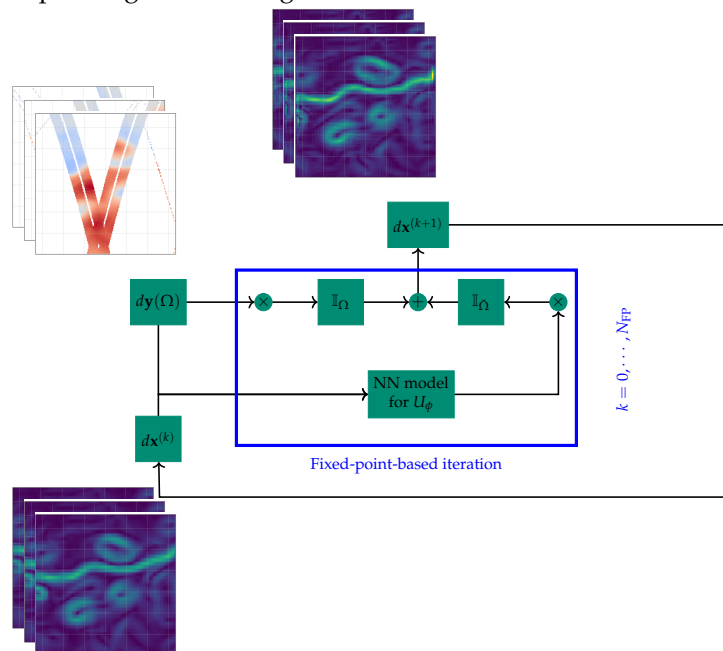 d𝐱⁽ᵏ⁺¹⁾
d𝐲(Ω)
×
𝕀_Ω
+
𝕀_Ω̄
×
k = 0, ⋯ , N_FP
NN model
for U_ϕ
d𝐱⁽ᵏ⁾
Fixed-point-based iteration